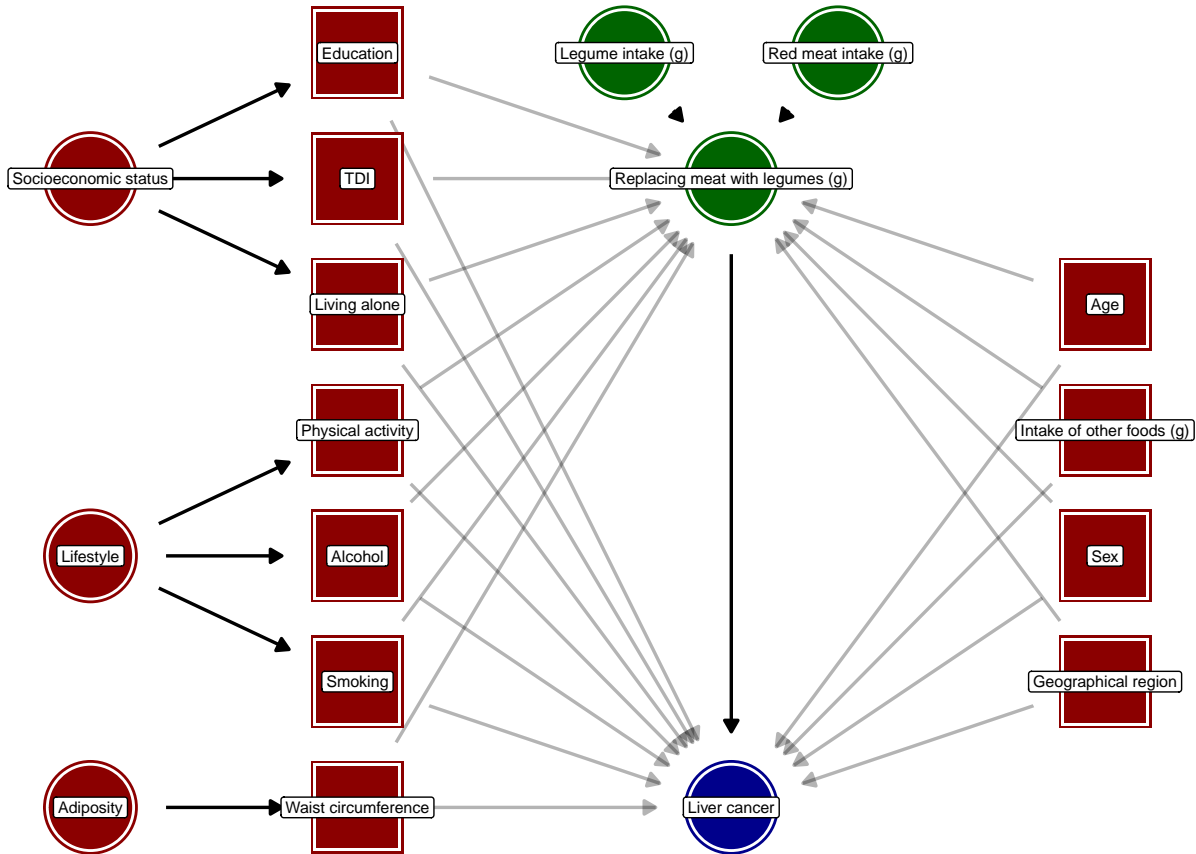 Education
Legume intake (g)
Red meat intake (g)
Socioeconomic status
TDI
Replacing meat with legumes (g)
Living alone
Age
Physical activity
Intake of other foods (g)
Lifestyle
Alcohol
Sex
Smoking
Geographical region
Adiposity
Waist circumference
Liver cancer